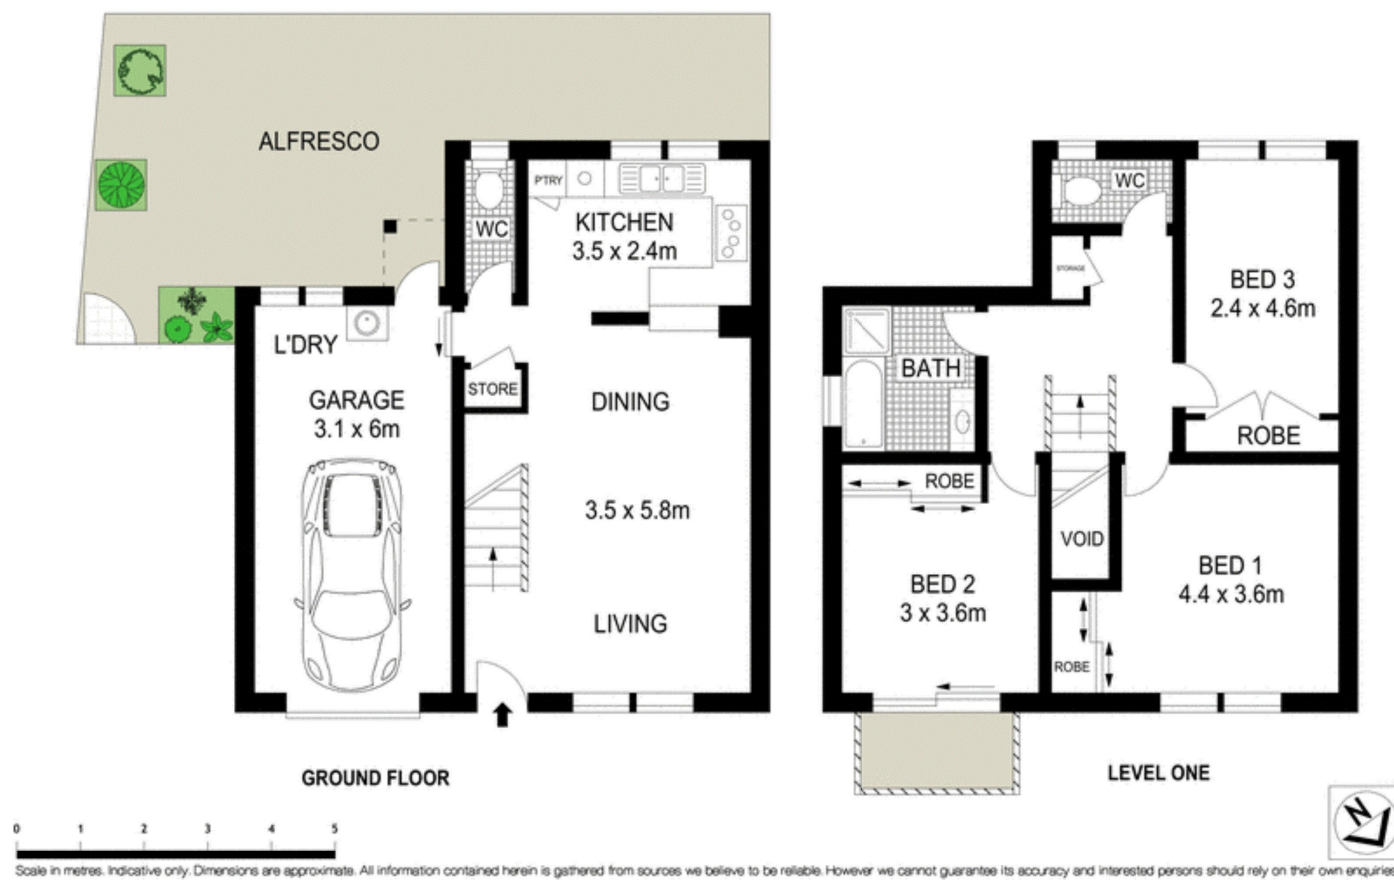 ALFRESCO
WC
P'TRY
KITCHEN
3.5 x 2.4m
L'DRY
GARAGE
3.1 x 6m
STORE
DINING
3.5 x 5.8m
LIVING
GROUND FLOOR
WC
STORAGE
BED 3
2.4 x 4.6m
BATH
ROBE
ROBE
VOID
BED 2
3 x 3.6m
BED 1
4.4 x 3.6m
ROBE
LEVEL ONE
N
0 1 2 3 4 5
Scale in metres. Indicative only. Dimensions are approximate. All information contained herein is gathered from sources we believe to be reliable. However we cannot guarantee its accuracy and interested persons should rely on their own enquiries